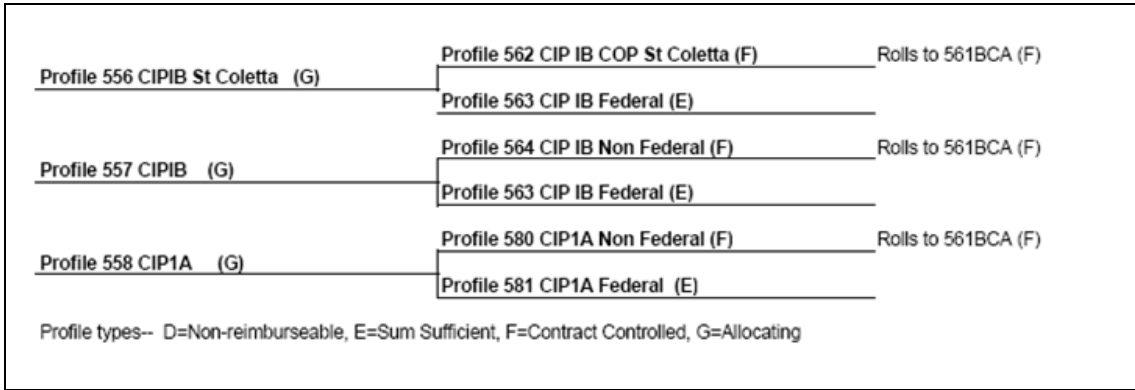 Profile 562 CIP IB COP St Coletta (F) Rolls to 561BCA (F)
Profile 556 CIPIB St Coletta (G)
Profile 563 CIP IB Federal (E)
Profile 564 CIP IB Non Federal (F) Rolls to 561BCA (F)
Profile 557 CIPIB (G)
Profile 563 CIP IB Federal (E)
Profile 580 CIP1A Non Federal (F) Rolls to 561BCA (F)
Profile 558 CIP1A (G)
Profile 581 CIP1A Federal (E)
Profile types-- D=Non-reimburseable, E=Sum Sufficient, F=Contract Controlled, G=Allocating